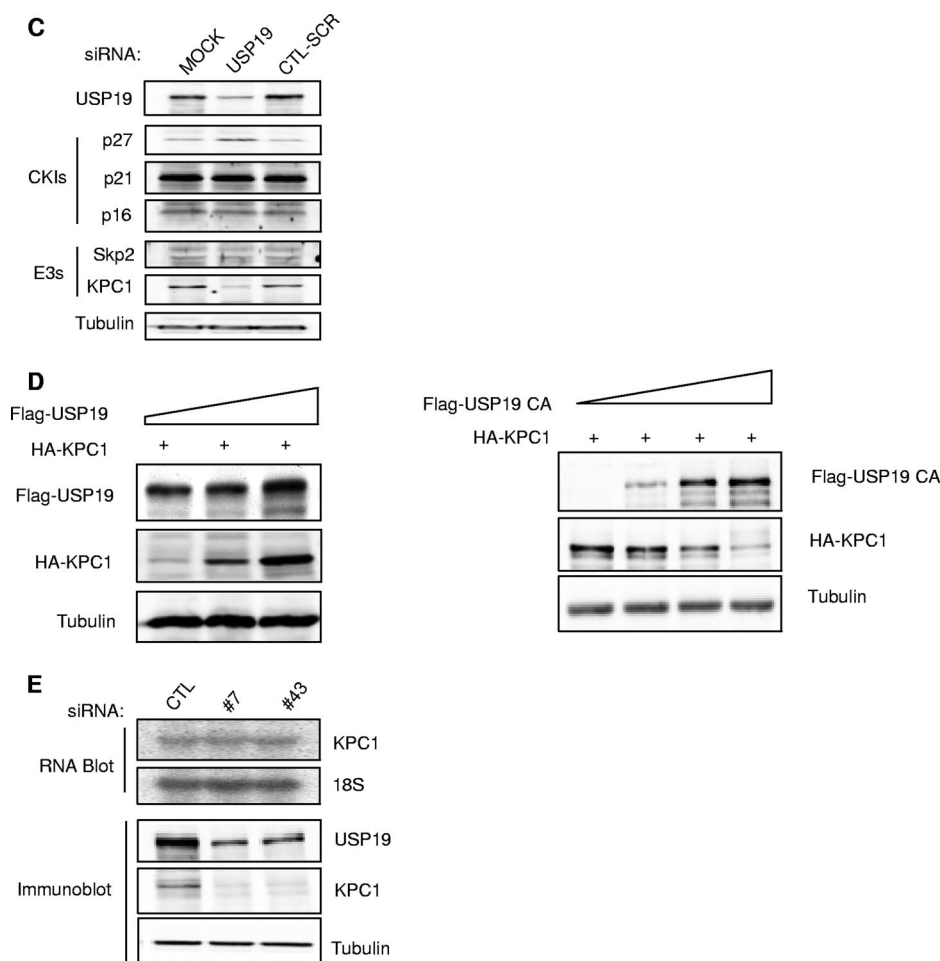 C
siRNA: MOCK USP19 CTL-SCR
USP19
CKIs
p27
p21
p16
E3s
Skp2
KPC1
Tubulin
D
Flag-USP19
HA-KPC1 + + +
Flag-USP19
HA-KPC1
Tubulin
Flag-USP19 CA
HA-KPC1 + + + +
Flag-USP19 CA
HA-KPC1
Tubulin
E
siRNA: CTL #7 #43
RNA Blot
KPC1
18S
Immunoblot
USP19
KPC1
Tubulin